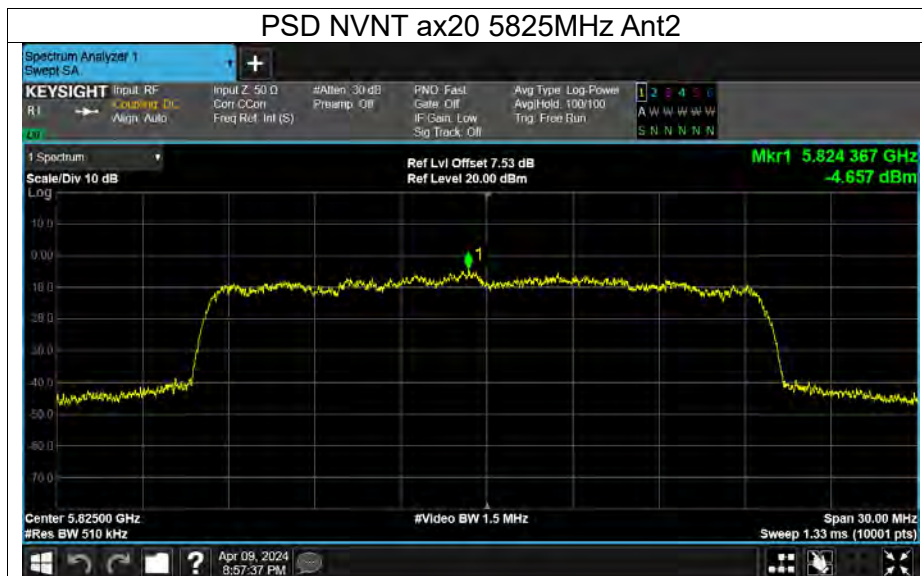 PSD NVNT ax20 5825MHz Ant2
Spectrum Analyzer 1
Swept SA
+
KEYSIGHT Input: RF Input Z: 50 Ω #Atten: 30 dB PNO: Fast Avg Type: Log-Power 1 2 3 4 5 6
Coupling: DC Corr CCorr Preamp: Off Gate: Off Avg|Hold: 100/100 A W W W W W
Align: Auto Freq Ref: Int (S) IF Gain: Low Trig: Free Run
Sig Track: Off S N N N N N
1 Spectrum
Scale/Div 10 dB
Log
Ref Lvl Offset 7.53 dB
Ref Level 20.00 dBm
Mkr1 5.824 367 GHz
-4.657 dBm
10.0
0.00
-10.0
-20.0
-30.0
-40.0
-50.0
-60.0
-70.0
1
Center 5.82500 GHz #Video BW 1.5 MHz Span 30.00 MHz
#Res BW 510 kHz Sweep 1.33 ms (10001 pts)
? Apr 09, 2024
8:57:37 PM